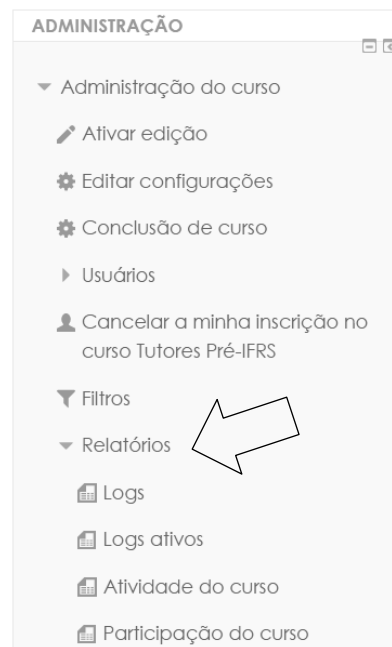 ADMINISTRAÇÃO
Administração do curso
Ativar edição
Editar configurações
Conclusão de curso
Usuários
Cancelar a minha inscrição no
curso Tutores Pré-IFRS
Filtros
Relatórios
Logs
Logs ativos
Atividade do curso
Participação do curso